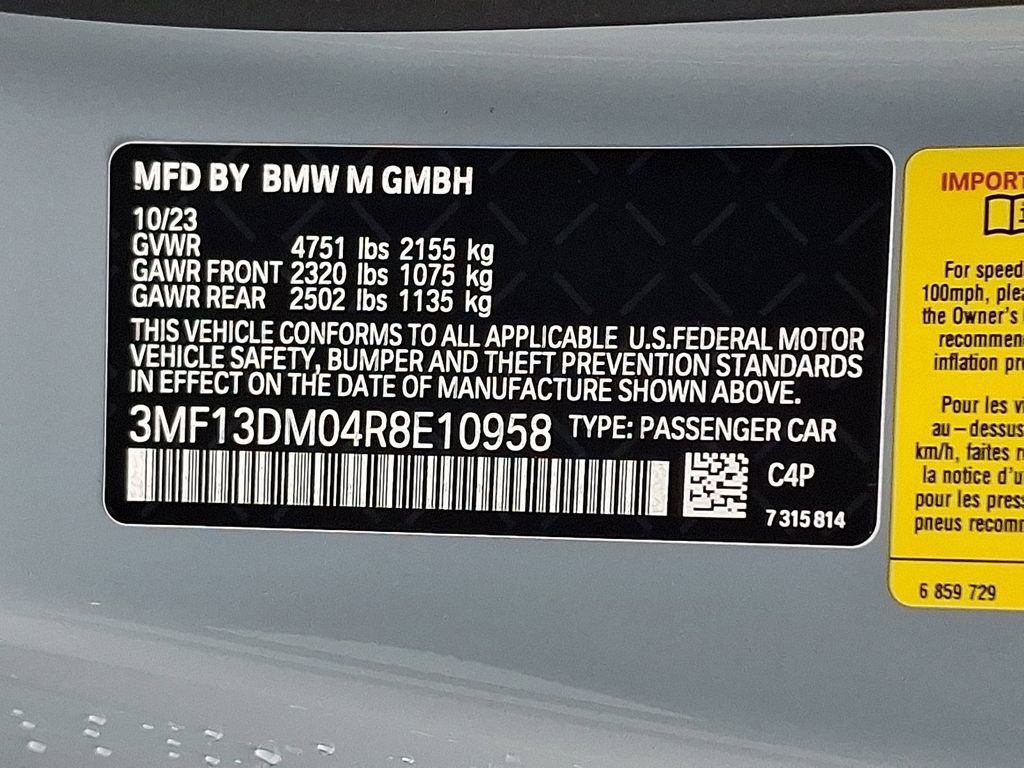 MFD BY BMW M GMBH
10/23
GVWR 4751 lbs 2155 kg
GAWR FRONT 2320 lbs 1075 kg
GAWR REAR 2502 lbs 1135 kg
THIS VEHICLE CONFORMS TO ALL APPLICABLE U.S.FEDERAL MOTOR
VEHICLE SAFETY, BUMPER AND THEFT PREVENTION STANDARDS
IN EFFECT ON THE DATE OF MANUFACTURE SHOWN ABOVE.
3MF13DM04R8E10958 TYPE: PASSENGER CAR
C4P
7 315 814
IMPORT
For speed
100mph, plea
the Owner's
recommen
inflation pr
Pour les v
au-dessus
km/h, faites r
la notice d'u
pour les press
pneus recomm
6 859 729